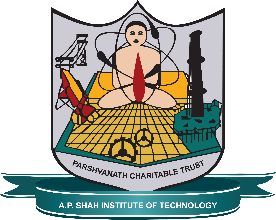 PARSHVANATH CHARITABLE TRUST
A.P. SHAH INSTITUTE OF TECHNOLOGY